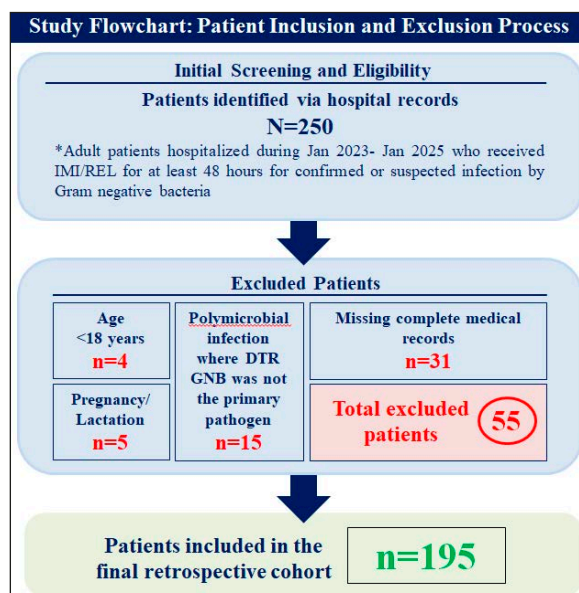 Study Flowchart: Patient Inclusion and Exclusion Process
Initial Screening and Eligibility
Patients identified via hospital records
N=250
*Adult patients hospitalized during Jan 2023- Jan 2025 who received
IMI/REL for at least 48 hours for confirmed or suspected infection by
Gram negative bacteria
Excluded Patients
Age
<18 years
n=4
Pregnancy/
Lactation
n=5
Polymicrobial
infection
where DTR
GNB was not
the primary
pathogen
n=15
Missing complete medical
records
n=31
Total excluded
patients
55
Patients included in the
final retrospective cohort
n=195